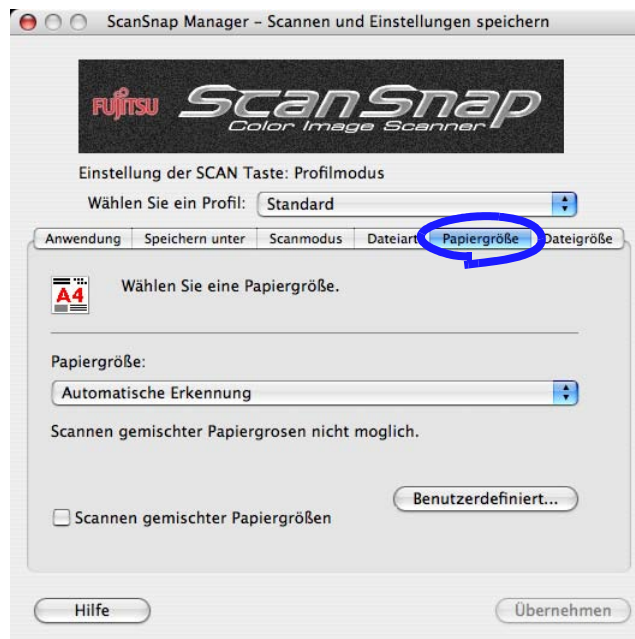 ScanSnap Manager – Scannen und Einstellungen speichern
FUJITSU ScanSnap
Color Image Scanner
Einstellung der SCAN Taste: Profilmodus
Wählen Sie ein Profil: Standard
Anwendung Speichern unter Scanmodus Dateiart Papiergröße Dateigröße
A4 Wählen Sie eine Papiergröße.
Papiergröße:
Automatische Erkennung
Scannen gemischter Papiergrosen nicht moglich.
Benutzerdefiniert...
Scannen gemischter Papiergrößen
Hilfe Übernehmen